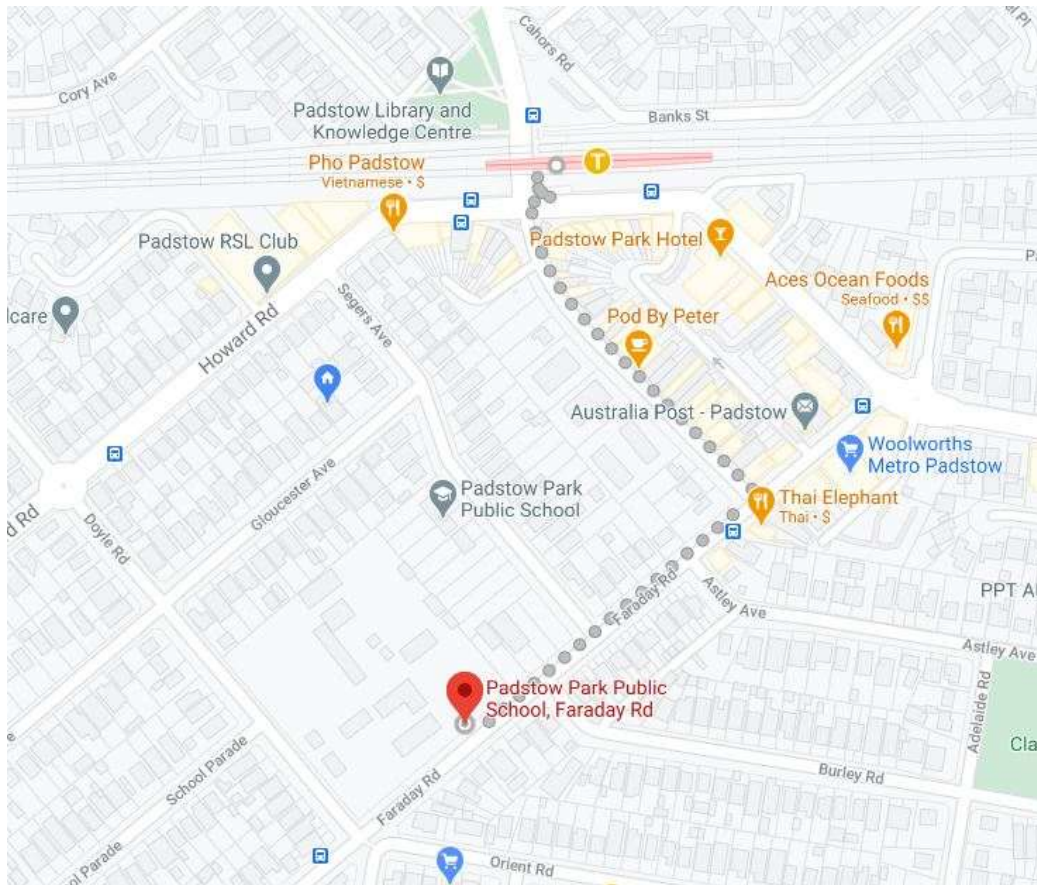 Cahors Rd
Cory Ave
Padstow Library and
Knowledge Centre
Banks St
Pho Padstow
Vietnamese • $
T
Padstow RSL Club
Padstow Park Hotel
Aces Ocean Foods
Seafood • $$
lcare
Segers Ave
Howard Rd
Pod By Peter
Australia Post - Padstow
Woolworths
Metro Padstow
Padstow Park
Public School
Thai Elephant
Thai • $
Gloucester Ave
d Rd
Doyle Rd
Faraday Rd
Astley Ave
PPT
Astley Ave
Padstow Park Public
School, Faraday Rd
Adelaide Rd
Cla
School Parade
Faraday Rd
Burley Rd
ol Parade
Orient Rd